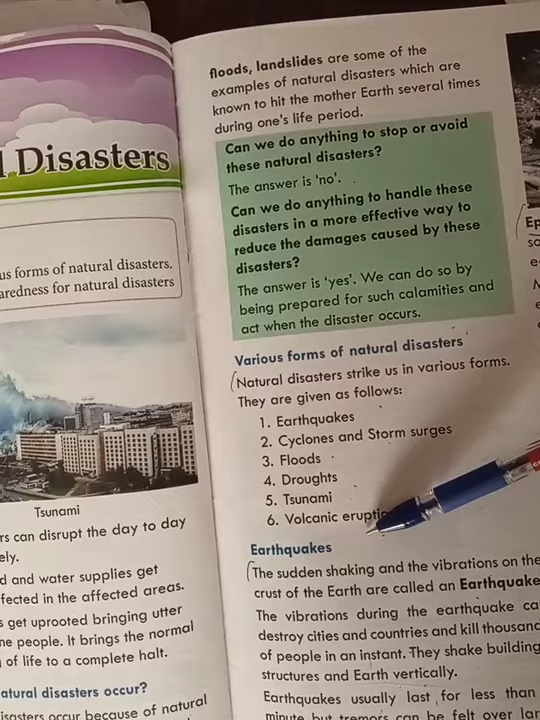 Disasters
us forms of natural disasters.
aredness for natural disasters
Tsunami
rs can disrupt the day to day
ely.
d and water supplies get
fected in the affected areas.
s get uprooted bringing utter
ne people. It brings the normal
of life to a complete halt.
atural disasters occur?
isasters occur because of natural
floods, landslides are some of the
examples of natural disasters which are
known to hit the mother Earth several times
during one's life period.
Can we do anything to stop or avoid
these natural disasters?
The answer is 'no'.
Can we do anything to handle these
disasters in a more effective way to
reduce the damages caused by these
disasters?
The answer is 'yes'. We can do so by
being prepared for such calamities and
act when the disaster occurs.
Various forms of natural disasters
Natural disasters strike us in various forms.
They are given as follows:
1. Earthquakes
2. Cyclones and Storm surges
3. Floods
4. Droughts
5. Tsunami
6. Volcanic erupti
Earthquakes
The sudden shaking and the vibrations on the
crust of the Earth are called an Earthquake
The vibrations during the earthquake ca
destroy cities and countries and kill thousand
of people in an instant. They shake building
structures and Earth vertically.
Earthquakes usually last for less than
minute but tremors can be felt over lar
Ep